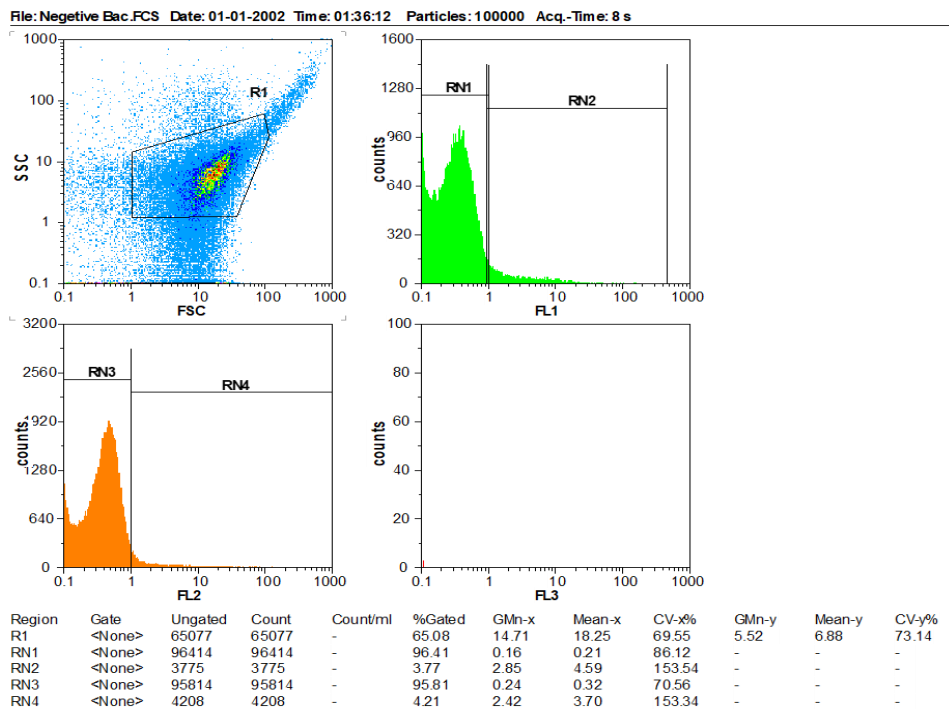 File: Negetive Bac.FCS Date: 01-01-2002 Time: 01:36:12 Particles: 100000 Acq.-Time: 8 s
1000
100
10
1
0.1
SSC
R1
0.1 1 10 100 1000
FSC
1600
1280
960
640
320
0
counts
RN1
RN2
0.1 1 10 100 1000
FL1
3200
2560
1920
1280
640
0
counts
RN3
RN4
0.1 1 10 100 1000
FL2
100
80
60
40
20
0
counts
0.1 1 10 100 1000
FL3
Region Gate Ungated Count Count/ml %Gated GMn-x Mean-x CV-x% GMn-y Mean-y CV-y%
R1 <None> 65077 65077 - 65.08 14.71 18.25 69.55 5.52 6.88 73.14
RN1 <None> 96414 96414 - 96.41 0.16 0.21 86.12 - - -
RN2 <None> 3775 3775 - 3.77 2.85 4.59 153.54 - - -
RN3 <None> 95814 95814 - 95.81 0.24 0.32 70.56 - - -
RN4 <None> 4208 4208 - 4.21 2.42 3.70 153.34 - - -